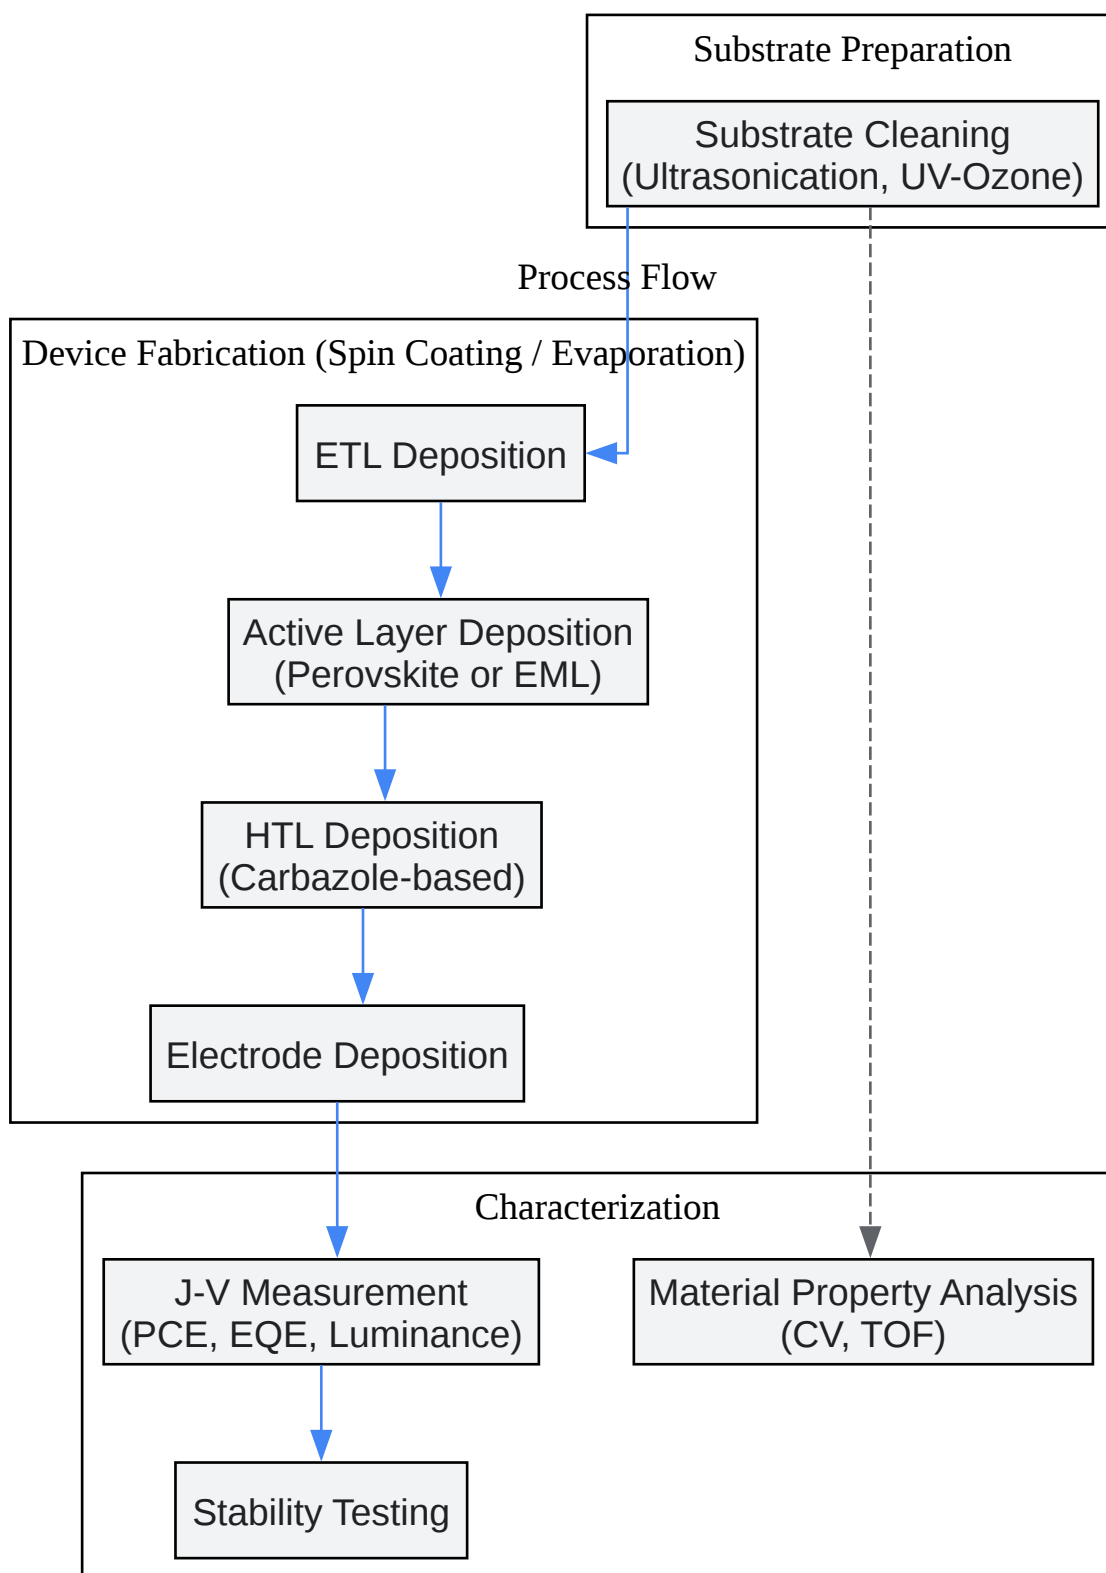 Substrate Preparation
Substrate Cleaning
(Ultrasonication, UV-Ozone)
Process Flow
Device Fabrication (Spin Coating / Evaporation)
ETL Deposition
Active Layer Deposition
(Perovskite or EML)
HTL Deposition
(Carbazole-based)
Electrode Deposition
Characterization
J-V Measurement
(PCE, EQE, Luminance)
Material Property Analysis
(CV, TOF)
Stability Testing